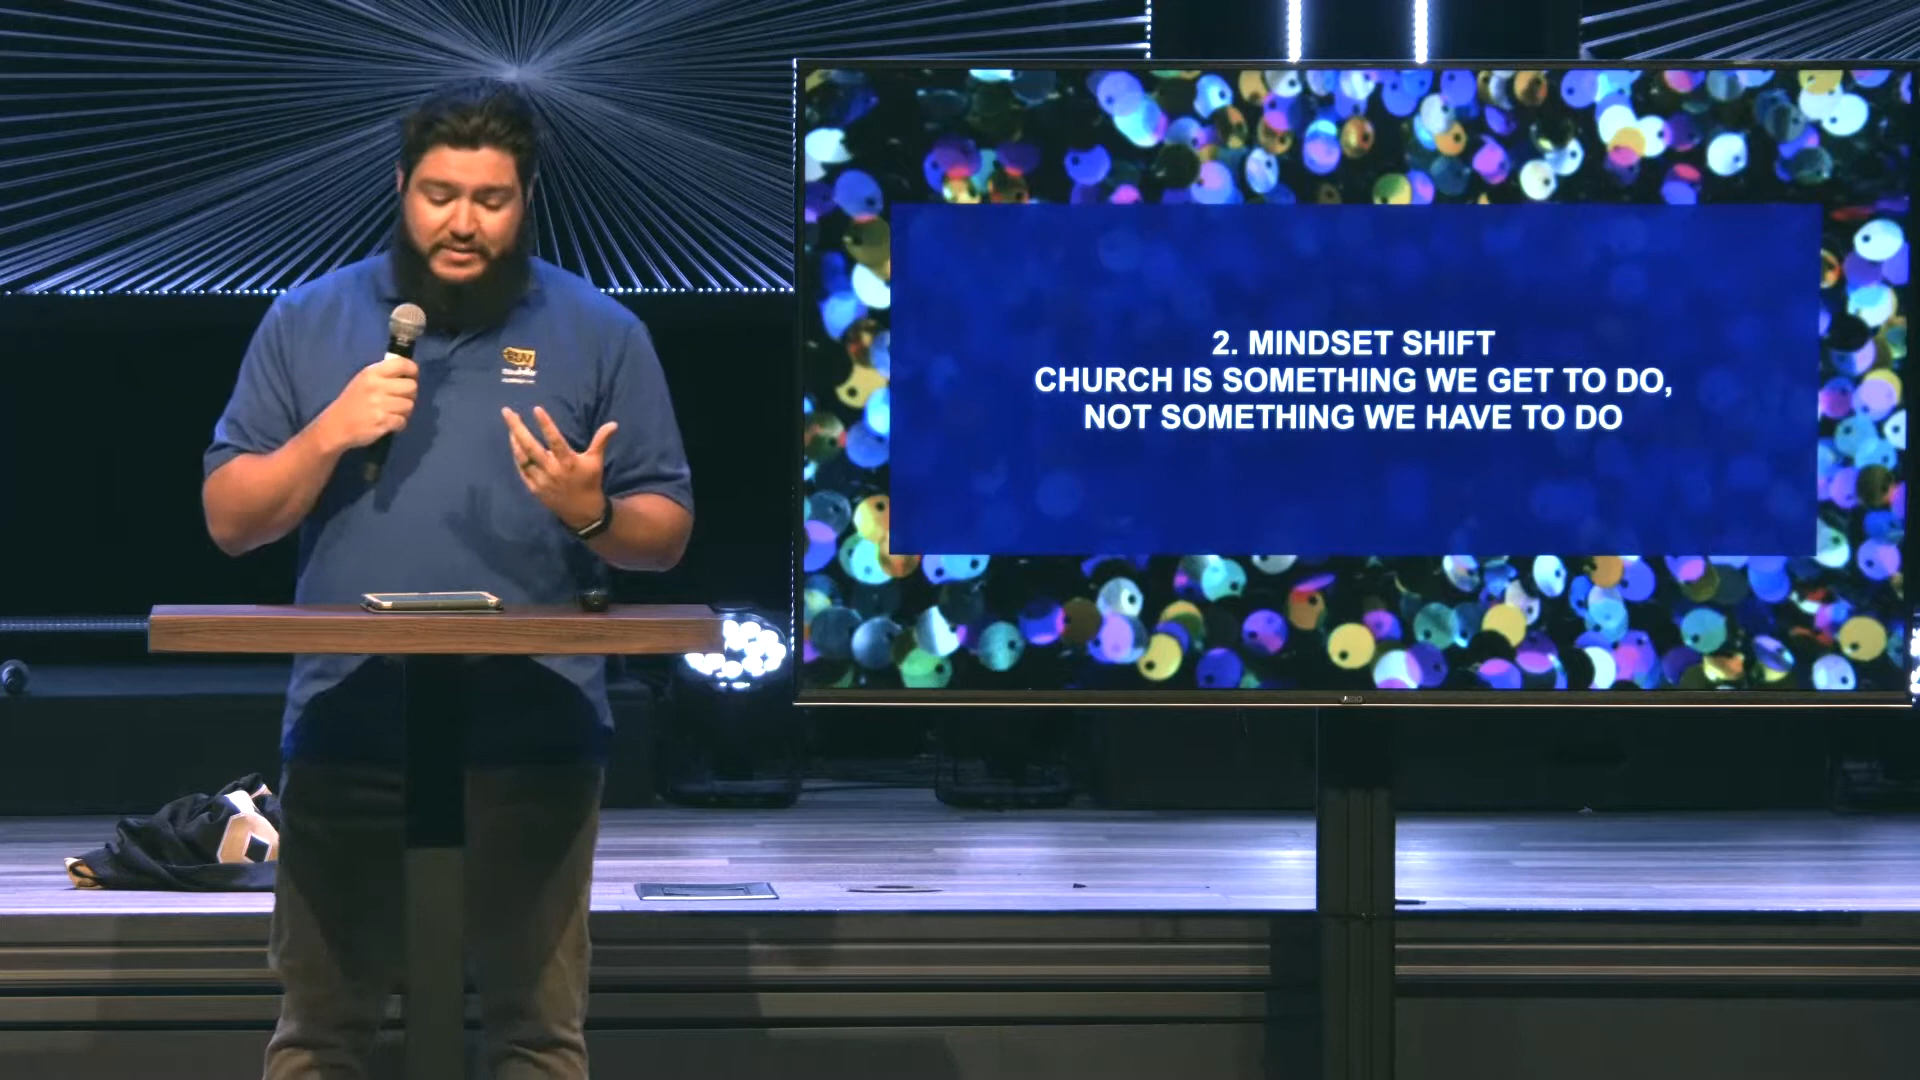 2. MINDSET SHIFT
CHURCH IS SOMETHING WE GET TO DO,
NOT SOMETHING WE HAVE TO DO